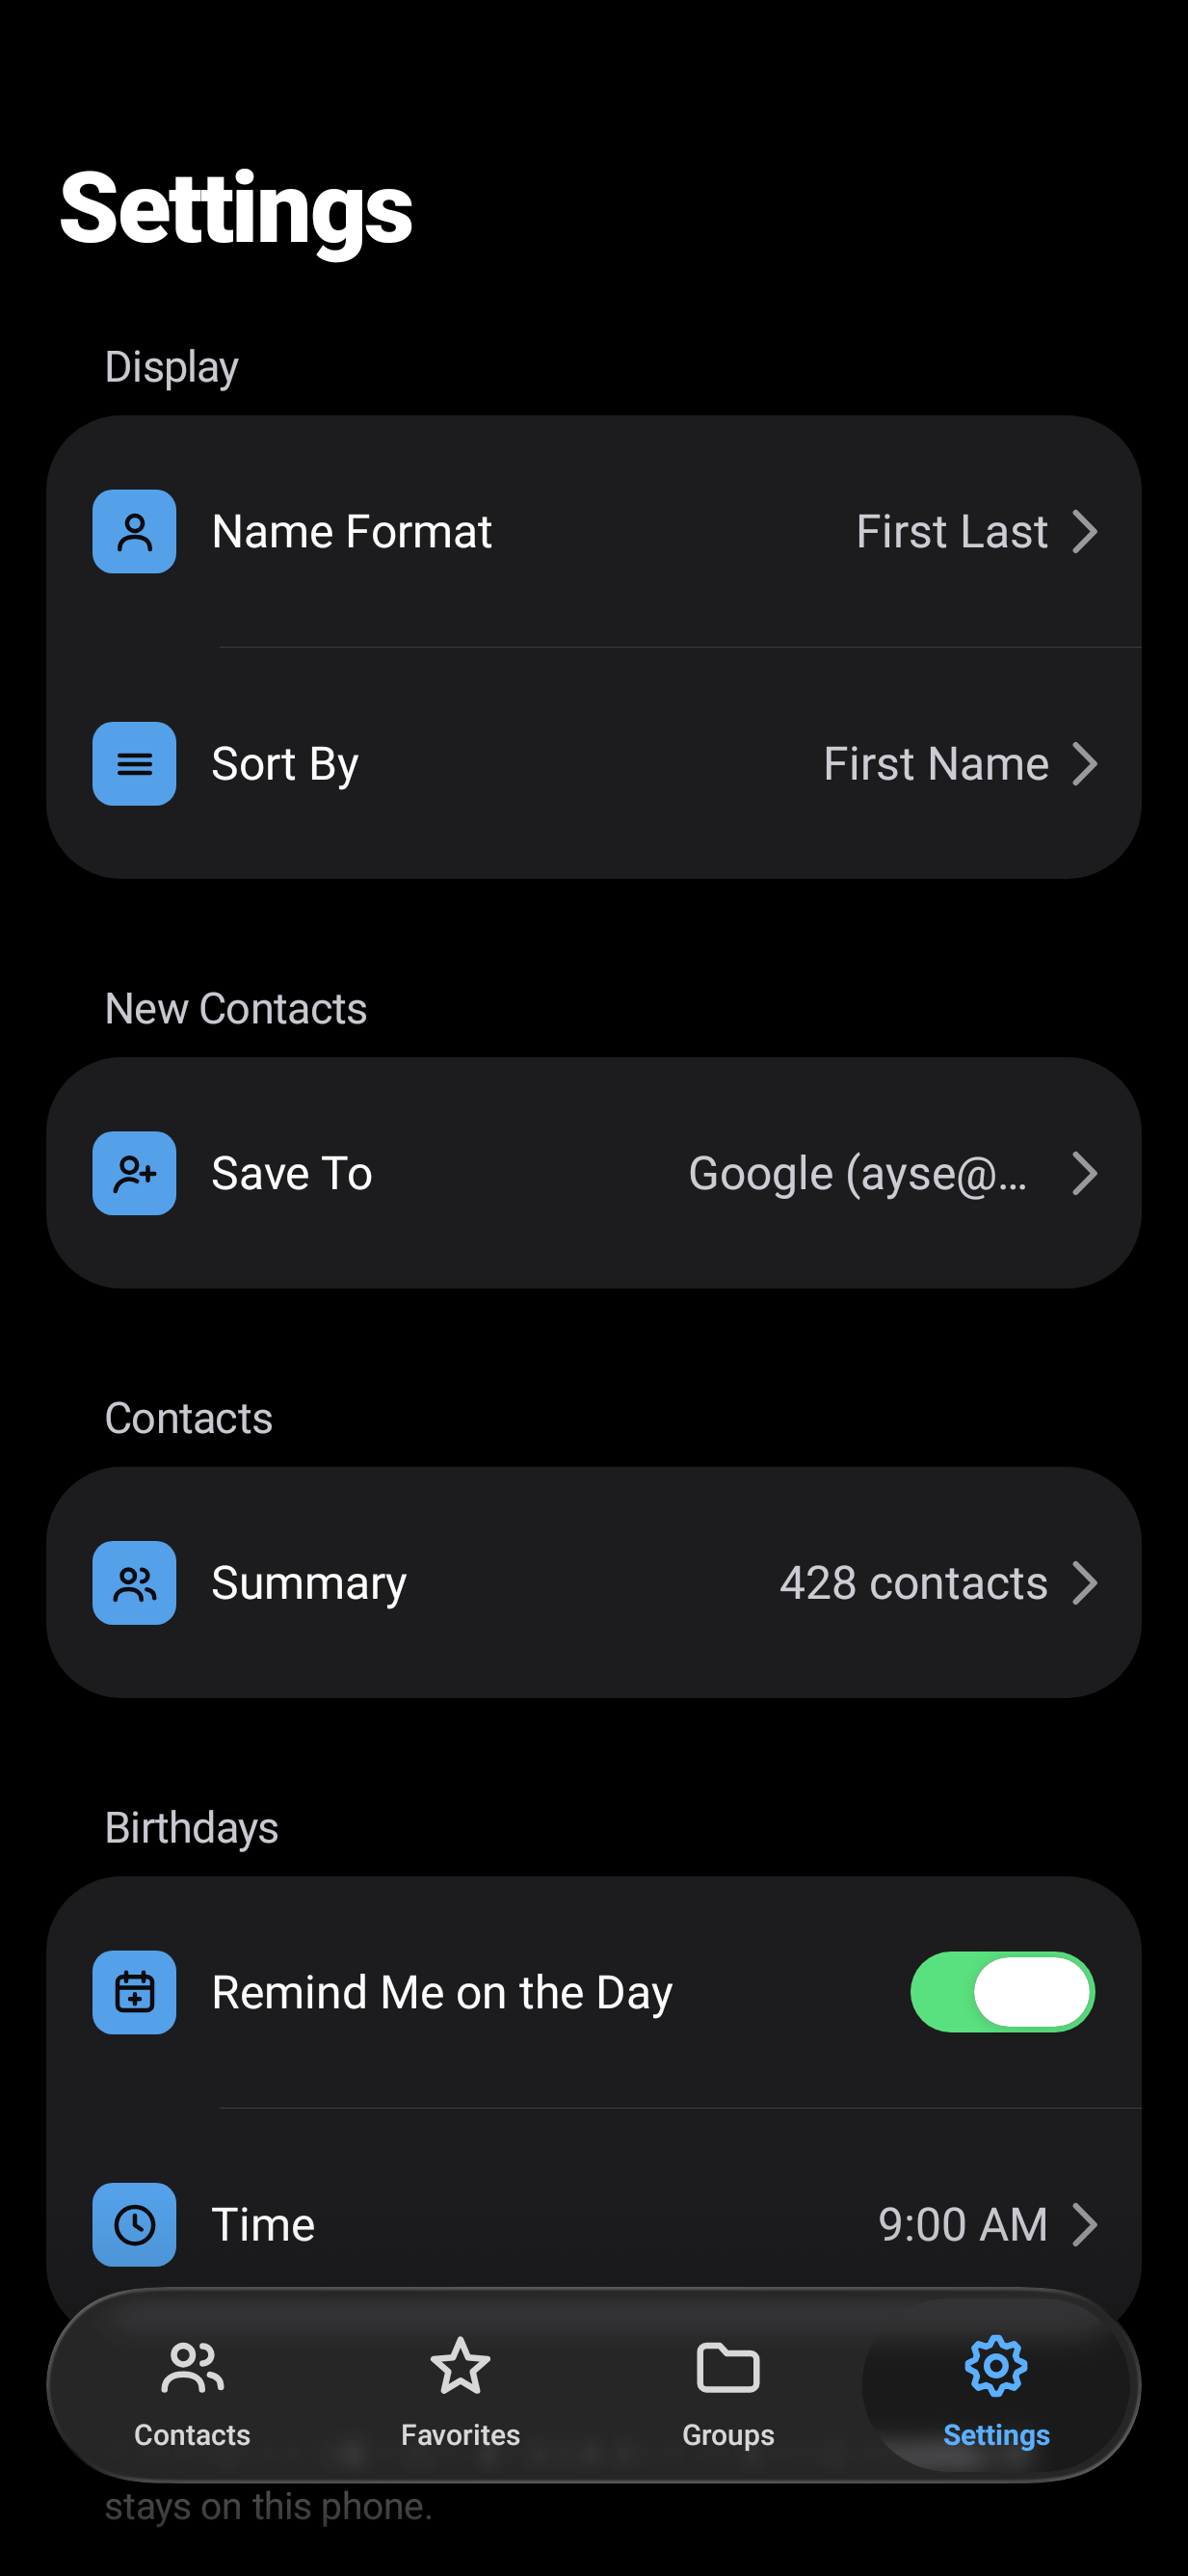 Settings
Display
Name Format First Last
Sort By First Name
New Contacts
Save To Google (ayse@...
Contacts
Summary 428 contacts
Birthdays
Remind Me on the Day
Time 9:00 AM
Contacts Favorites Groups Settings
stays on this phone.